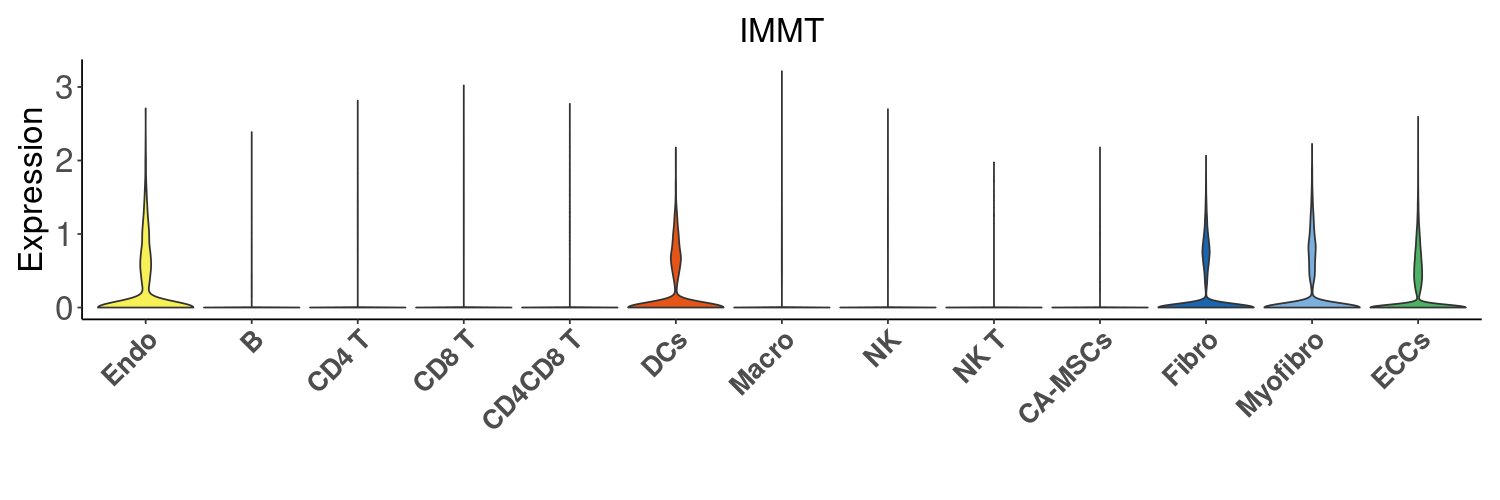 IMMT
Expression
3
2
1
0
Endo
B
CD4 T
CD8 T
CD4CD8 T
DCs
Macro
NK
NK T
CA-MSCs
Fibro
Myofibro
ECCs